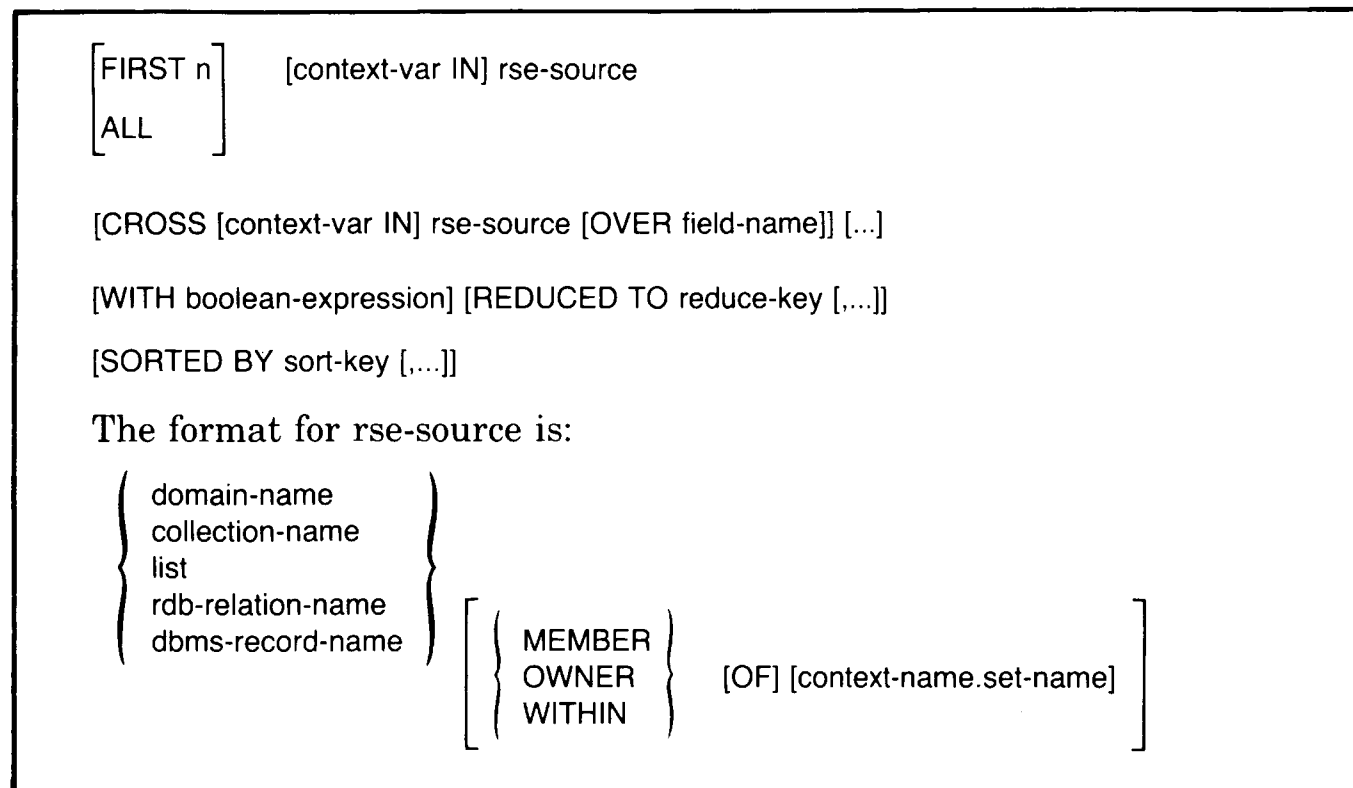 [FIRST n] [context-var IN] rse-source
[ALL]
[CROSS [context-var IN] rse-source [OVER field-name]] [...]
[WITH boolean-expression] [REDUCED TO reduce-key [,...]]
[SORTED BY sort-key [,...]]
The format for rse-source is:
domain-name
collection-name
list
rdb-relation-name
dbms-record-name
MEMBER
OWNER [OF] [context-name.set-name]
WITHIN